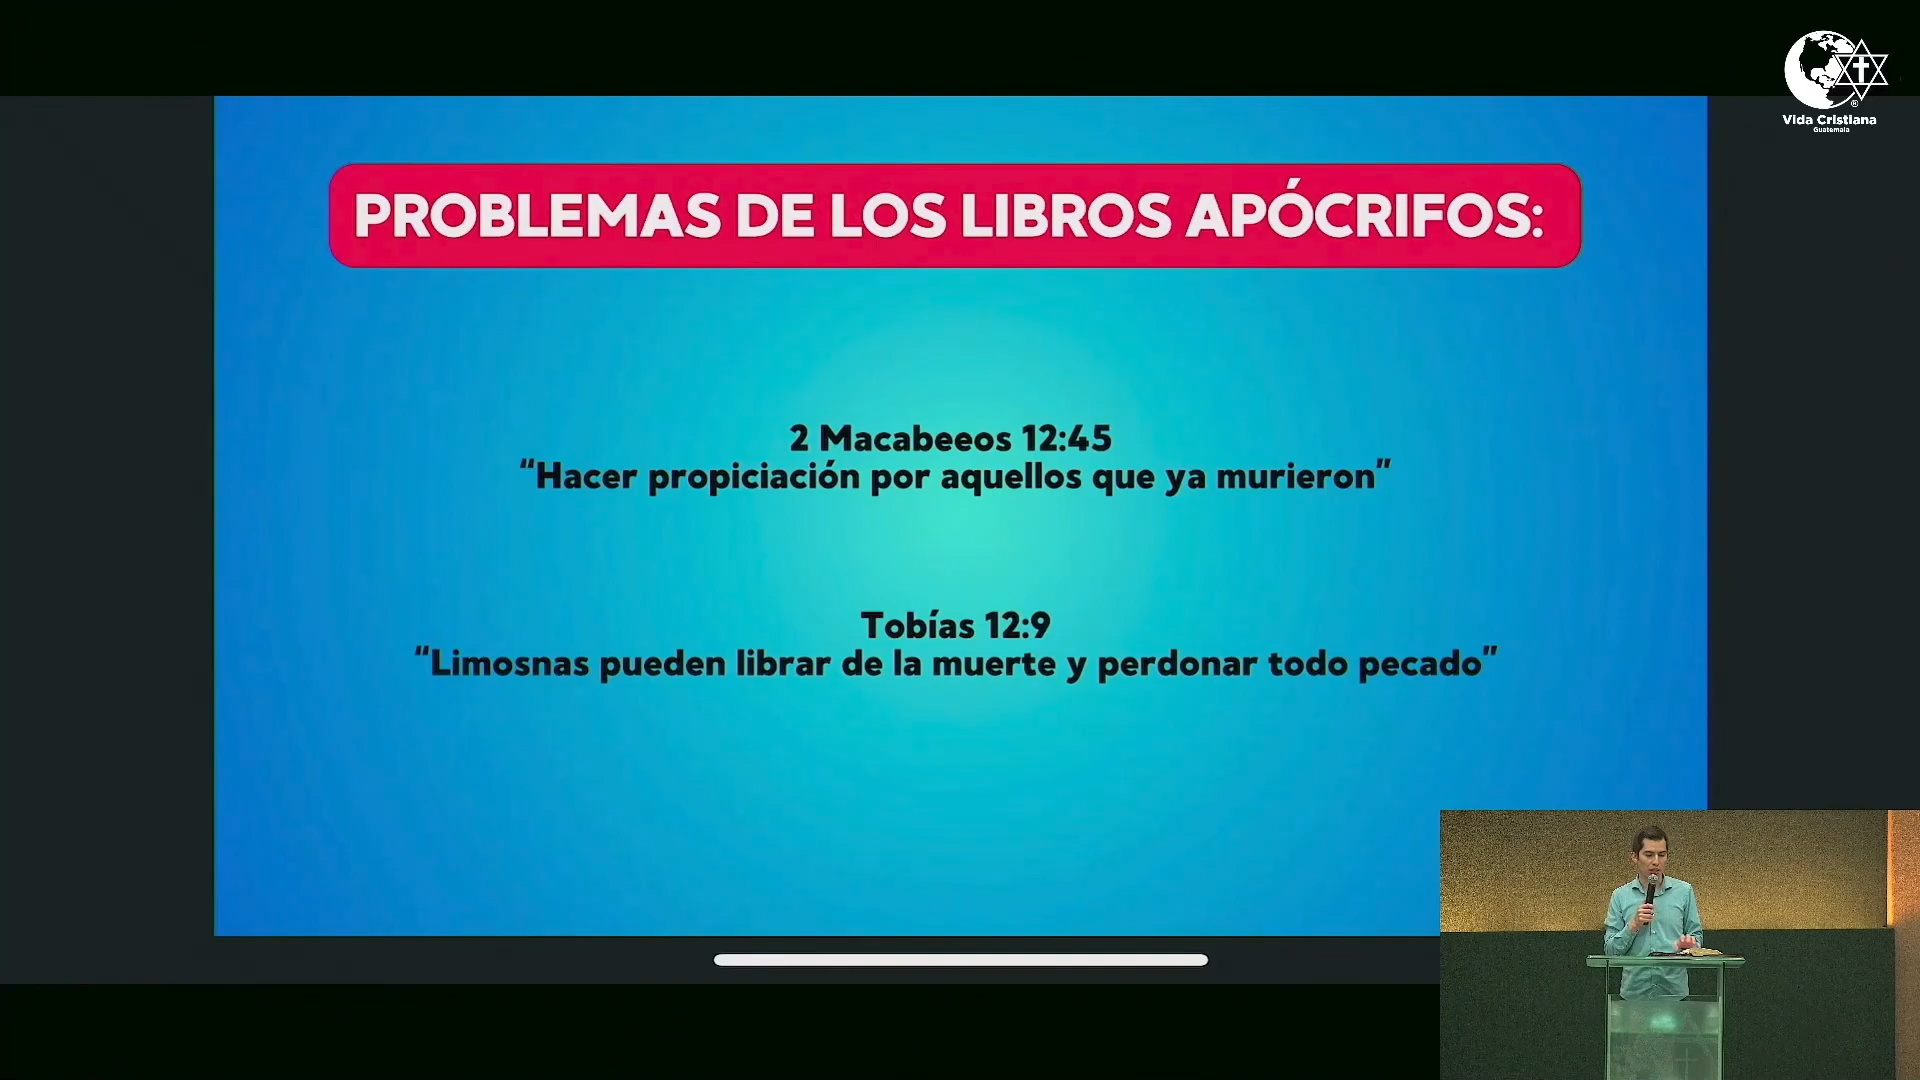 Vida Cristiana
Guatemala
PROBLEMAS DE LOS LIBROS APÓCRIFOS:
2 Macabeeos 12:45
“Hacer propiciación por aquellos que ya murieron”
Tobías 12:9
“Limosnas pueden librar de la muerte y perdonar todo pecado”